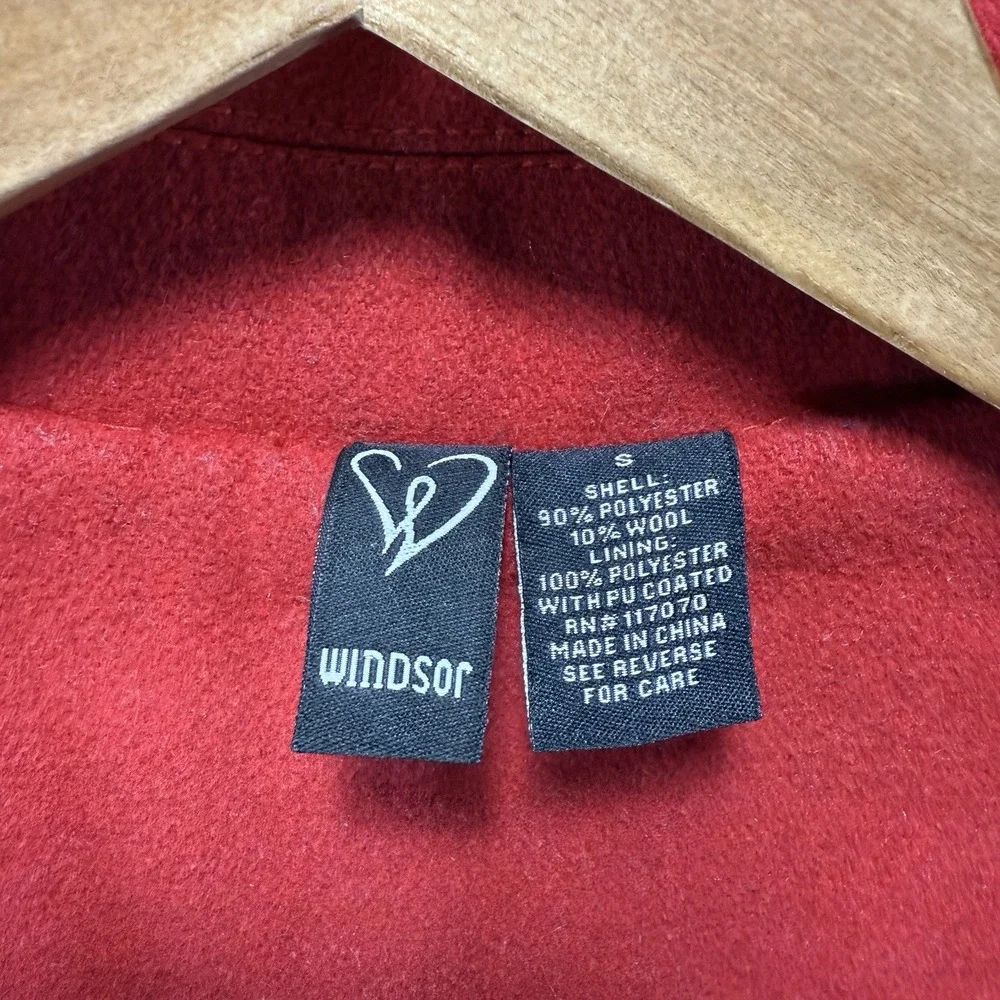 WINDSOR
S
SHELL:
90% POLYESTER
10% WOOL
LINING:
100% POLYESTER
WITH PU COATED
RN# 117070
MADE IN CHINA
SEE REVERSE
FOR CARE